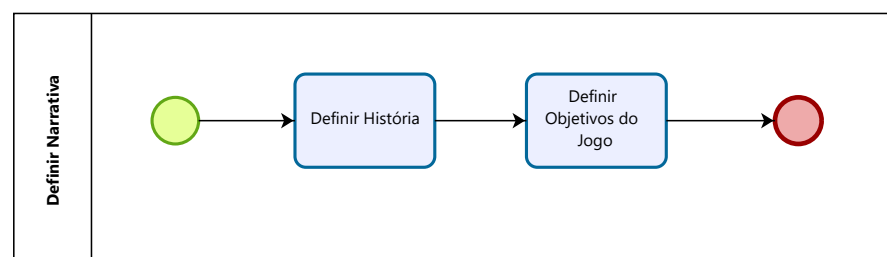 Definir Narrativa
Definir História
Definir
Objetivos do
Jogo